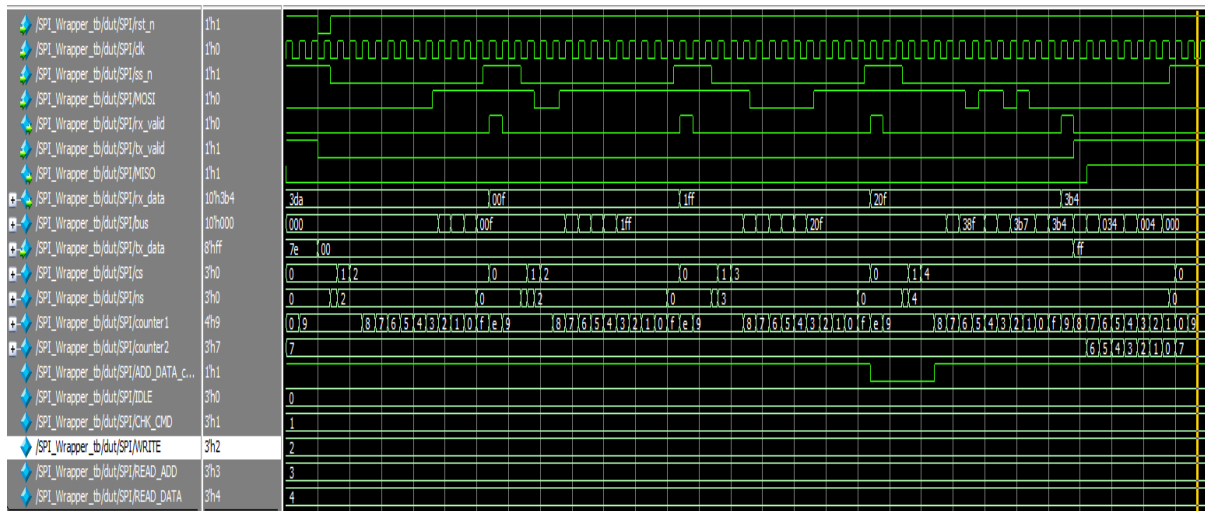 /SPI_Wrapper_tb/dut/SPI/rst_n 1'h1
/SPI_Wrapper_tb/dut/SPI/clk 1'h0
/SPI_Wrapper_tb/dut/SPI/ss_n 1'h1
/SPI_Wrapper_tb/dut/SPI/MOSI 1'h0
/SPI_Wrapper_tb/dut/SPI/rx_valid 1'h0
/SPI_Wrapper_tb/dut/SPI/tx_valid 1'h1
/SPI_Wrapper_tb/dut/SPI/MISO 1'h1
/SPI_Wrapper_tb/dut/SPI/rx_data 10'h3b4 3da 00f 1ff 20f 3b4
/SPI_Wrapper_tb/dut/SPI/bus 10'h000 000 00f 1ff 20f 38f 3b7 3b4 034 004 000
/SPI_Wrapper_tb/dut/SPI/tx_data 8'hff 7e 00 ff
/SPI_Wrapper_tb/dut/SPI/cs 3'h0 0 1 2 0 1 2 0 1 3 0 1 4 0
/SPI_Wrapper_tb/dut/SPI/ns 3'h0 0 2 0 2 0 3 0 4 0
/SPI_Wrapper_tb/dut/SPI/counter1 4'h9 0 9 8 7 6 5 4 3 2 1 0 f e 9 8 7 6 5 4 3 2 1 0 f e 9 8 7 6 5 4 3 2 1 0 f e 9 8 7 6 5 4 3 2 1 0 f 9 8 7 6 5 4 3 2 1 0 9
/SPI_Wrapper_tb/dut/SPI/counter2 3'h7 7 6 5 4 3 2 1 0 7
/SPI_Wrapper_tb/dut/SPI/ADD_DATA_c... 1'h1
/SPI_Wrapper_tb/dut/SPI/IDLE 3'h0 0
/SPI_Wrapper_tb/dut/SPI/CHK_CMD 3'h1 1
/SPI_Wrapper_tb/dut/SPI/WRITE 3'h2 2
/SPI_Wrapper_tb/dut/SPI/READ_ADD 3'h3 3
/SPI_Wrapper_tb/dut/SPI/READ_DATA 3'h4 4